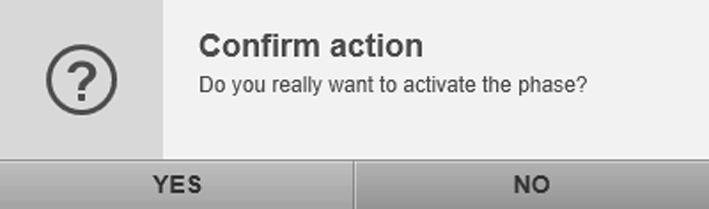 ?
Confirm action
Do you really want to activate the phase?
YES
NO